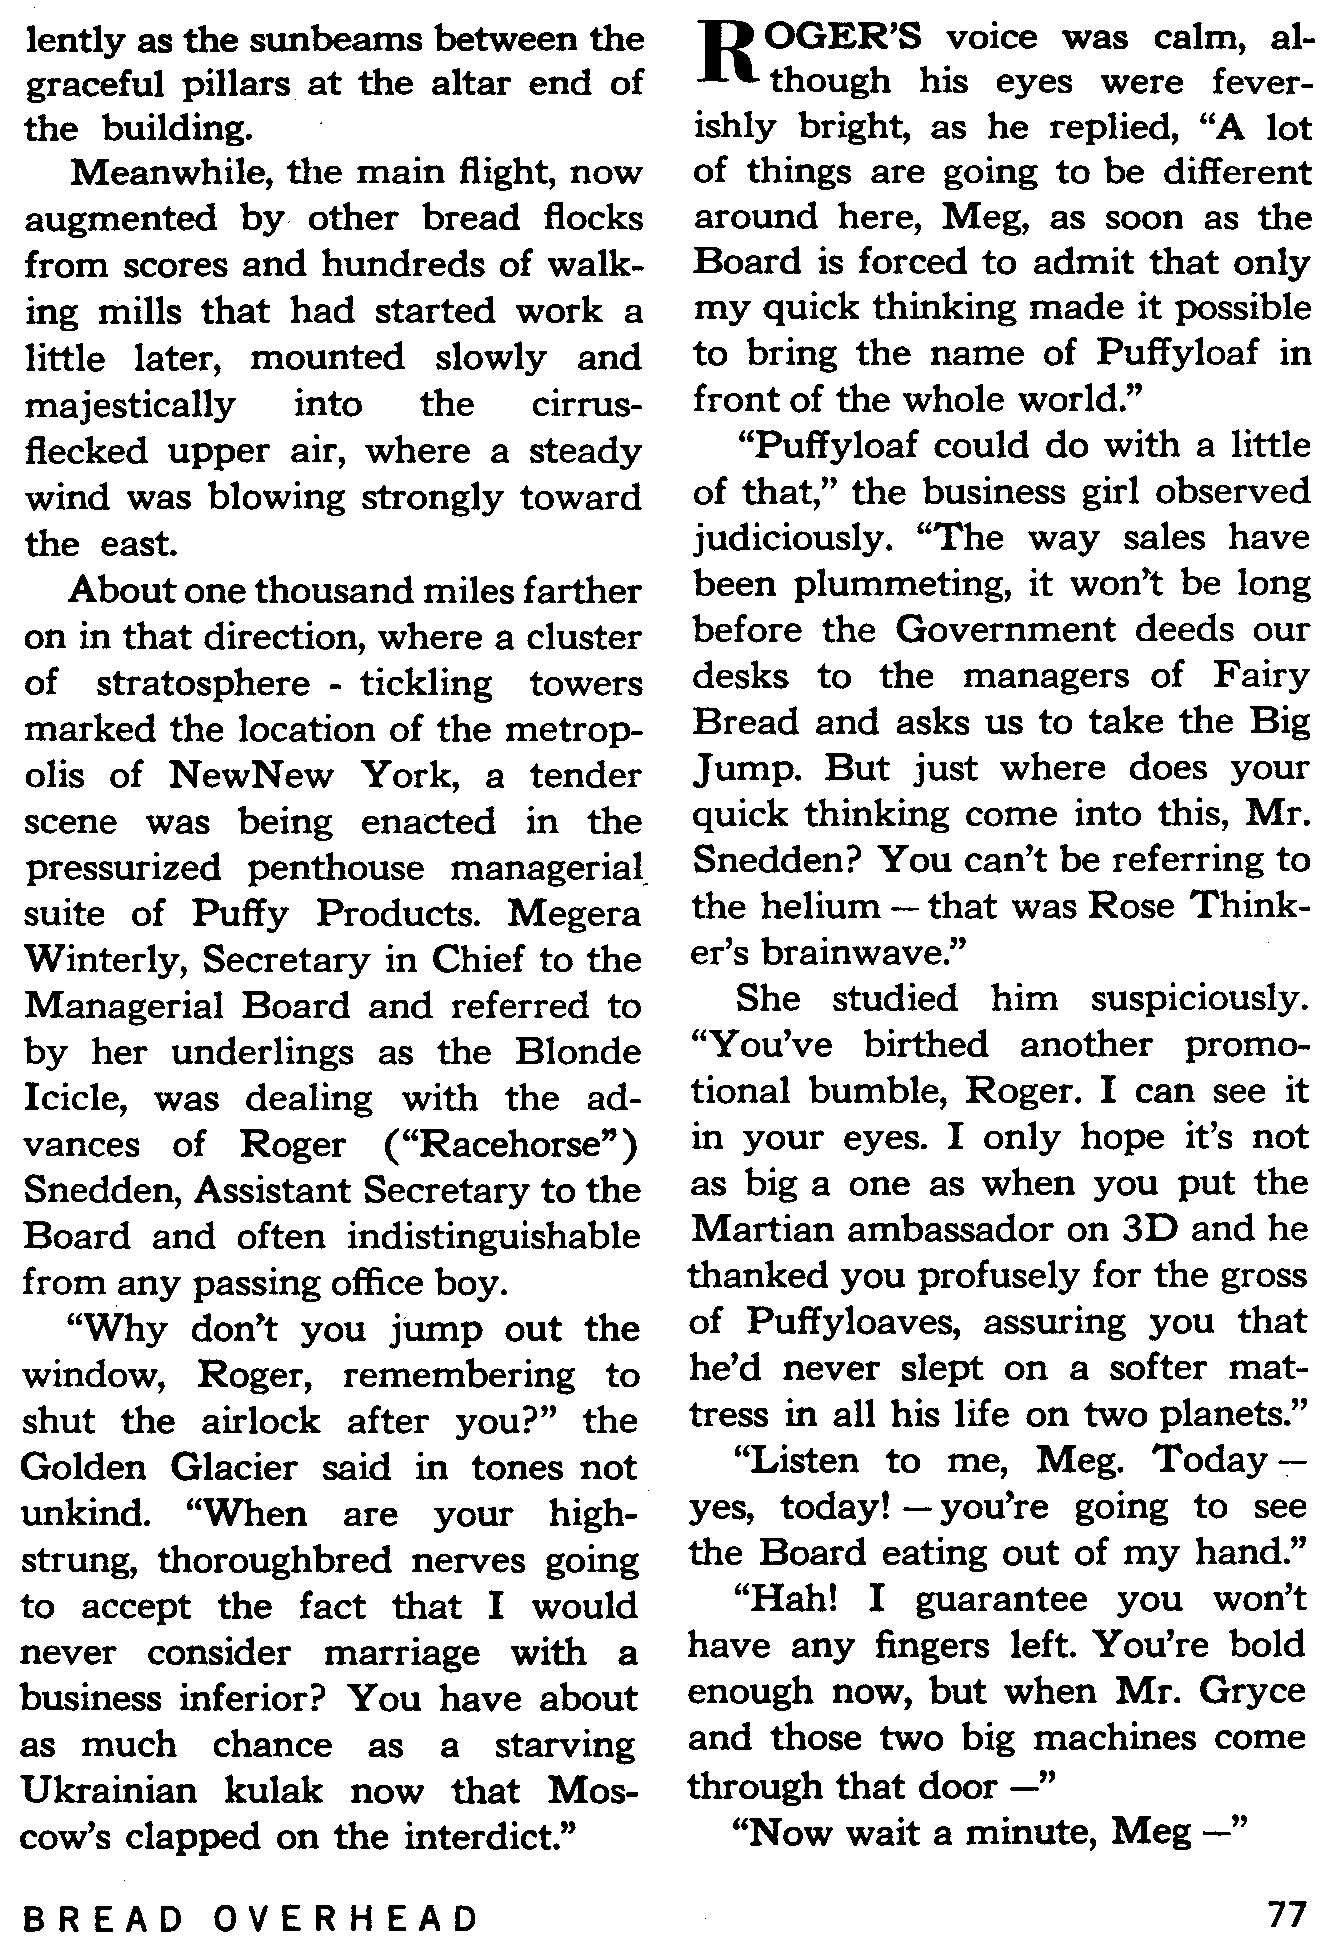 lently as the sunbeams between the
graceful pillars at the altar end of
the building.
Meanwhile, the main flight, now
augmented by other bread flocks
from scores and hundreds of walk-
ing mills that had started work a
little later, mounted slowly and
majestically into the cirrus-
flecked upper air, where a steady
wind was blowing strongly toward
the east.
About one thousand miles farther
on in that direction, where a cluster
of stratosphere - tickling towers
marked the location of the metrop-
olis of NewNew York, a tender
scene was being enacted in the
pressurized penthouse managerial
suite of Puffy Products. Megera
Winterly, Secretary in Chief to the
Managerial Board and referred to
by her underlings as the Blonde
Icicle, was dealing with the ad-
vances of Roger (“Racehorse”)
Snedden, Assistant Secretary to the
Board and often indistinguishable
from any passing office boy.
“Why don’t you jump out the
window, Roger, remembering to
shut the airlock after you?” the
Golden Glacier said in tones not
unkind. “When are your high-
strung, thoroughbred nerves going
to accept the fact that I would
never consider marriage with a
business inferior? You have about
as much chance as a starving
Ukrainian kulak now that Mos-
cow’s clapped on the interdict.”
ROGER’S voice was calm, al-
though his eyes were fever-
ishly bright, as he replied, “A lot
of things are going to be different
around here, Meg, as soon as the
Board is forced to admit that only
my quick thinking made it possible
to bring the name of Puffyloaf in
front of the whole world.”
“Puffyloaf could do with a little
of that,” the business girl observed
judiciously. “The way sales have
been plummeting, it won’t be long
before the Government deeds our
desks to the managers of Fairy
Bread and asks us to take the Big
Jump. But just where does your
quick thinking come into this, Mr.
Snedden? You can’t be referring to
the helium — that was Rose Think-
er’s brainwave.”
She studied him suspiciously.
“You’ve birthed another promo-
tional bumble, Roger. I can see it
in your eyes. I only hope it’s not
as big a one as when you put the
Martian ambassador on 3D and he
thanked you profusely for the gross
of Puffyloaves, assuring you that
he’d never slept on a softer mat-
tress in all his life on two planets.”
“Listen to me, Meg. Today —
yes, today! — you’re going to see
the Board eating out of my hand.”
“Hah! I guarantee you won’t
have any fingers left. You’re bold
enough now, but when Mr. Gryce
and those two big machines come
through that door —”
“Now wait a minute, Meg —”
BREAD OVERHEAD
77